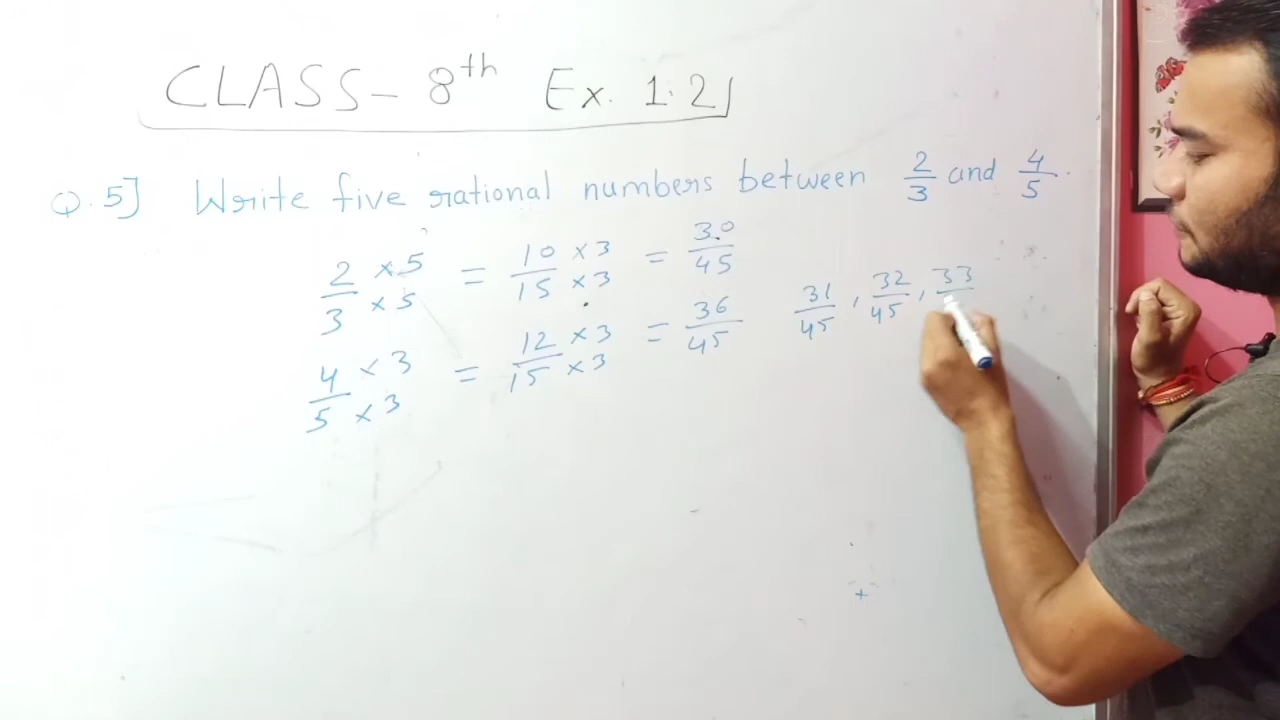 CLASS - 8th Ex. 1.2
Q.5] Write five rational numbers between 2/3 and 4/5.
2/3 × 5/× 5 = 10/15 × 3/× 3 = 30/45
4/5 × 3/× 3 = 12/15 × 3/× 3 = 36/45
31/45, 32/45, 33/